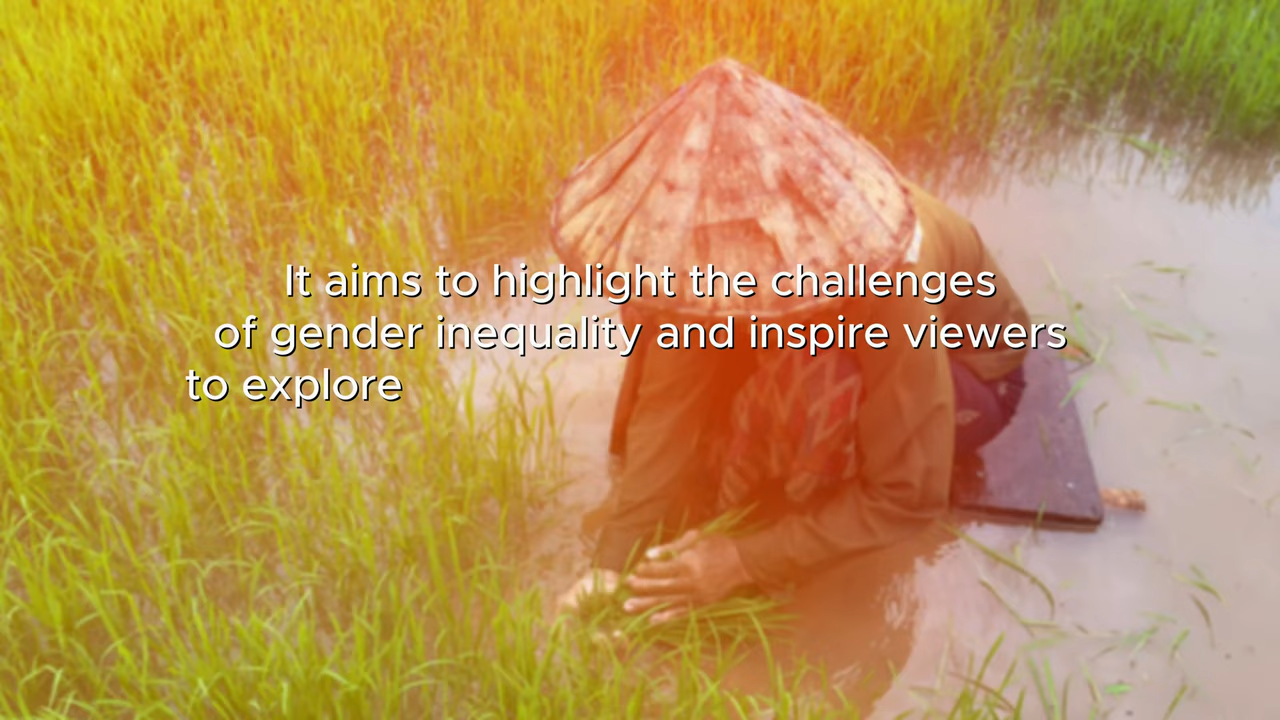 It aims to highlight the challenges
of gender inequality and inspire viewers
to explore